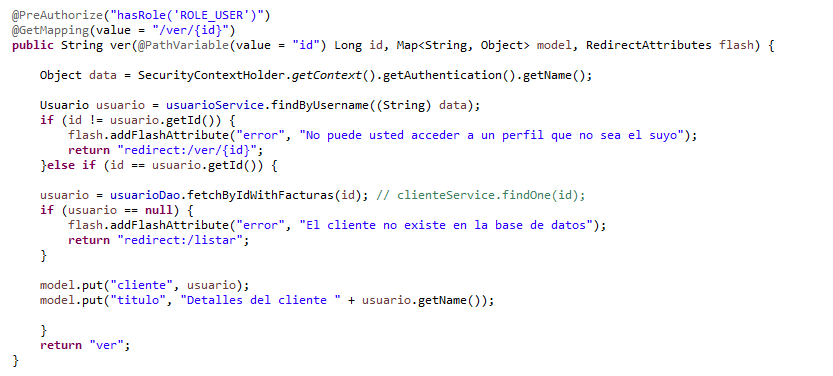 @PreAuthorize("hasRole('ROLE_USER')")
@GetMapping(value = "/ver/{id}")
public String ver(@PathVariable(value = "id") Long id, Map<String, Object> model, RedirectAttributes flash) {
Object data = SecurityContextHolder.getContext().getAuthentication().getName();
Usuario usuario = usuarioService.findByUsername((String) data);
if (id != usuario.getId()) {
flash.addFlashAttribute("error", "No puede usted acceder a un perfil que no sea el suyo");
return "redirect:/ver/{id}";
}else if (id == usuario.getId()) {
usuario = usuarioDao.fetchByIdWithFacturas(id); // clienteService.findOne(id);
if (usuario == null) {
flash.addFlashAttribute("error", "El cliente no existe en la base de datos");
return "redirect:/listar";
}
model.put("cliente", usuario);
model.put("titulo", "Detalles del cliente " + usuario.getName());
}
return "ver";
}